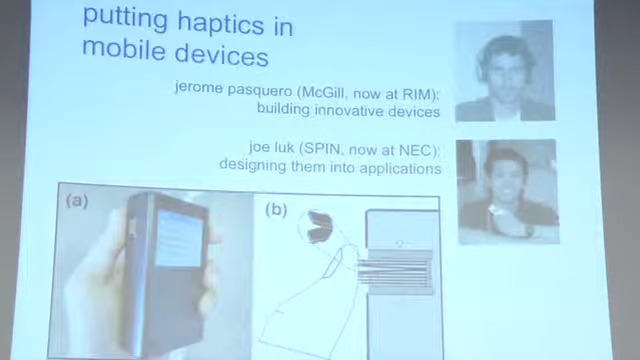 putting haptics in
mobile devices
jerome pasquero (McGill, now at RIM):
building innovative devices
joe luk (SPIN, now at NEC):
designing them into applications
(a)
(b)